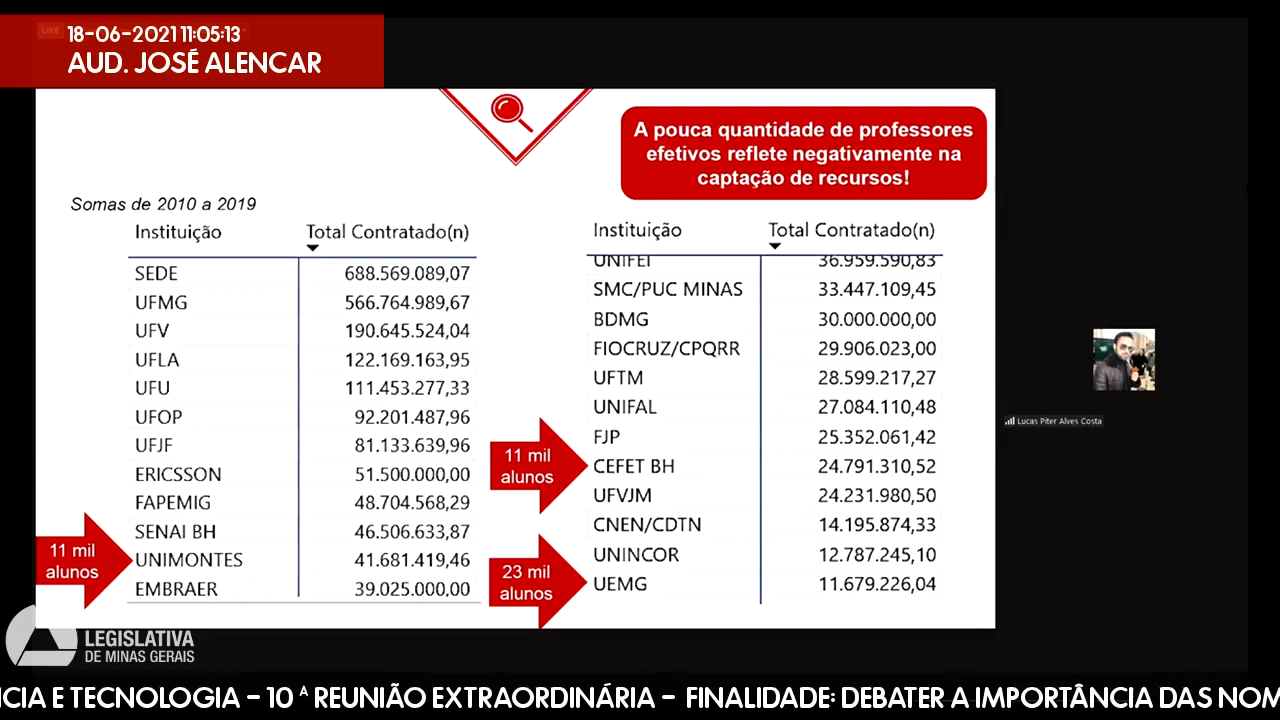 LIVE
18-06-2021 11:05:13
AUD. JOSÉ ALENCAR
A pouca quantidade de professores
efetivos reflete negativamente na
captação de recursos!
Somas de 2010 a 2019
Instituição Total Contratado(n)
SEDE 688.569.089,07
UFMG 566.764.989,67
UFV 190.645.524,04
UFLA 122.169.163,95
UFU 111.453.277,33
UFOP 92.201.487,96
UFJF 81.133.639,96
ERICSSON 51.500.000,00
FAPEMIG 48.704.568,29
SENAI BH 46.506.633,87
UNIMONTES 41.681.419,46
EMBRAER 39.025.000,00
11 mil
alunos
Instituição Total Contratado(n)
UNIFEI 36.959.590,83
SMC/PUC MINAS 33.447.109,45
BDMG 30.000.000,00
FIOCRUZ/CPQRR 29.906.023,00
UFTM 28.599.217,27
UNIFAL 27.084.110,48
FJP 25.352.061,42
CEFET BH 24.791.310,52
UFVJM 24.231.980,50
CNEN/CDTN 14.195.874,33
UNINCOR 12.787.245,10
UEMG 11.679.226,04
11 mil
alunos
23 mil
alunos
Lucas Piter Alves Costa
LEGISLATIVA
DE MINAS GERAIS
NCIA E TECNOLOGIA - 10 ª REUNIÃO EXTRAORDINÁRIA - FINALIDADE: DEBATER A IMPORTÂNCIA DAS NOM